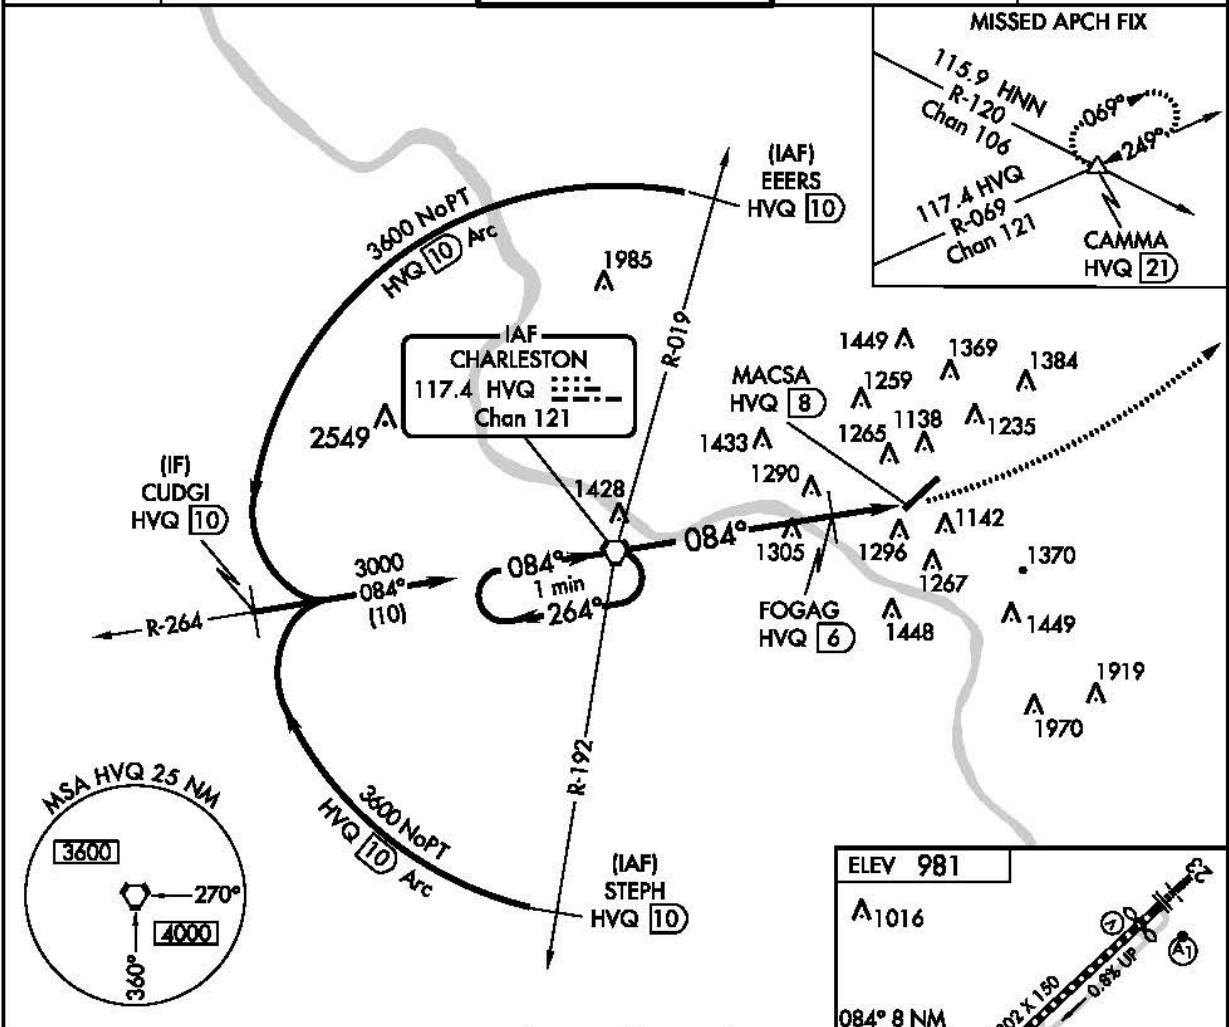 MISSED APCH FIX
115.9 HNN
R-120
Chan 106
069°
249°
117.4 HVQ
R-069
Chan 121
CAMMA
HVQ 21
(IAF)
EEERS
HVQ 10
3600 NoPT
HVQ 10 Arc
1985
R-019
IAF
CHARLESTON
117.4 HVQ
Chan 121
2549
MACSA
HVQ 8
1449
1369
1384
1259
1235
1138
1265
1433
1290
1428
(IF)
CUDGI
HVQ 10
R-264
3000
084°
(10)
084°
1 min
264°
084°
1305
1296
1142
1267
1370
FOGAG
HVQ 6
1448
1449
1919
1970
R-192
MSA HVQ 25 NM
3600
270°
4000
360°
3600 NoPT
HVQ 10 Arc
(IAF)
STEPH
HVQ 10
ELEV 981
1016
23
A1
0.8% UP
X 150
084° 8 NM